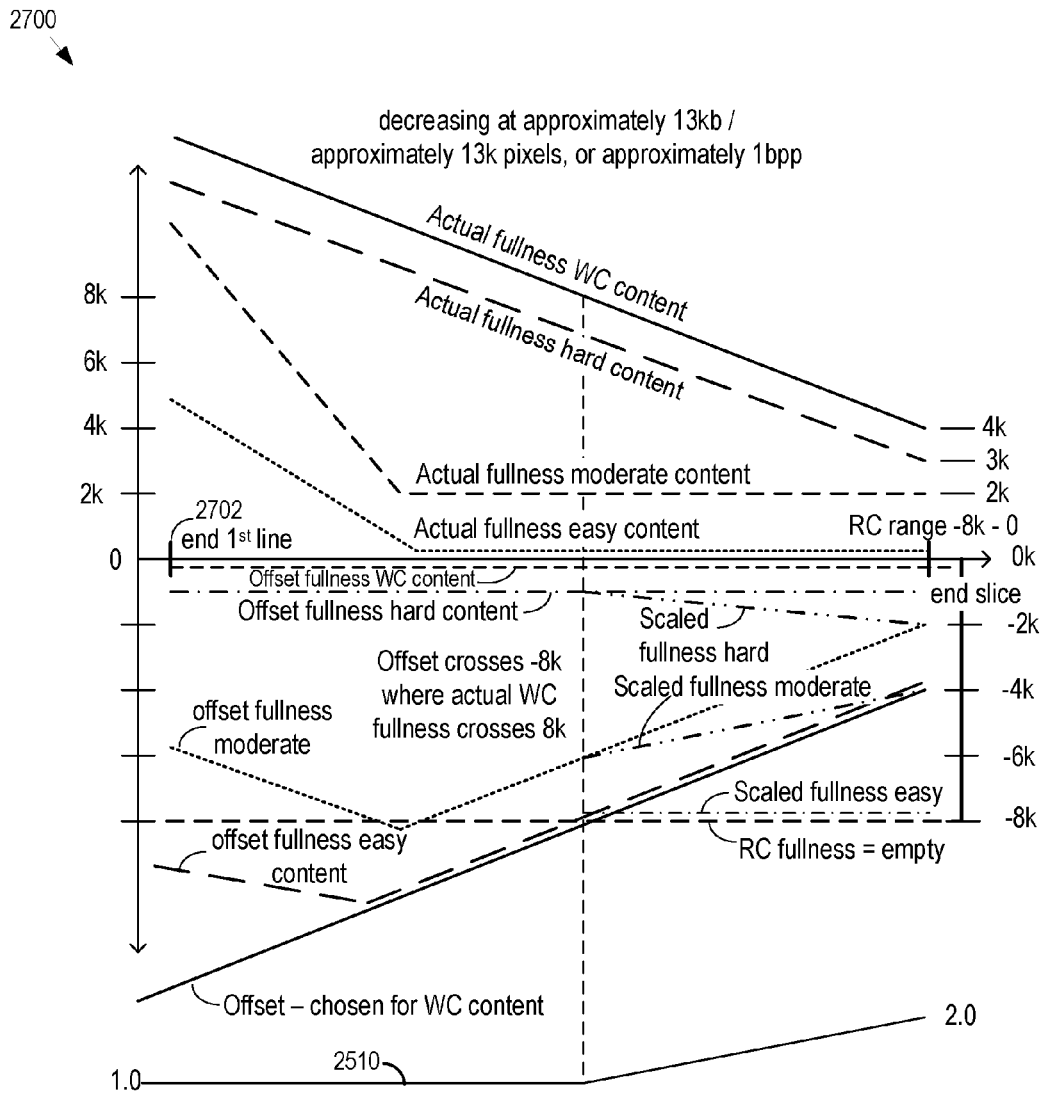 2700
decreasing at approximately 13kb /
approximately 13k pixels, or approximately 1bpp
Actual fullness WC content
Actual fullness hard content
8k
6k
4k
2k
0
4k
3k
2k
Actual fullness moderate content
2702
end 1st line
Actual fullness easy content
RC range -8k - 0
0k
Offset fullness WC content
Offset fullness hard content
end slice
Scaled
fullness hard
-2k
Offset crosses -8k
where actual WC
fullness crosses 8k
Scaled fullness moderate
-4k
offset fullness
moderate
-6k
Scaled fullness easy
-8k
offset fullness easy
content
RC fullness = empty
Offset – chosen for WC content
2.0
2510
1.0